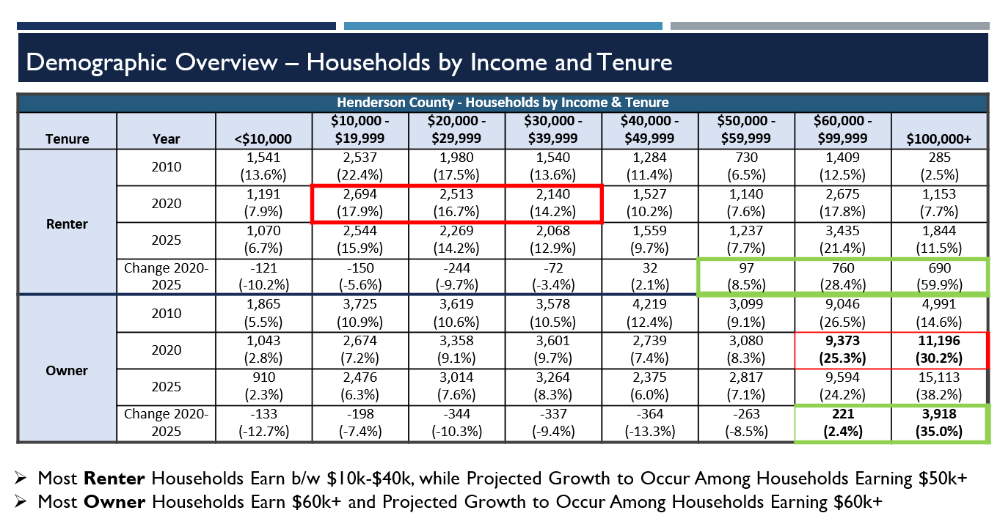 Demographic Overview – Households by Income and Tenure
Henderson County - Households by Income & Tenure
Tenure Year <$10,000 $10,000 - $19,999 $20,000 - $29,999 $30,000 - $39,999 $40,000 - $49,999 $50,000 - $59,999 $60,000 - $99,999 $100,000+
Renter
2010 1,541 2,537 1,980 1,540 1,284 730 1,409 285
(13.6%) (22.4%) (17.5%) (13.6%) (11.4%) (6.5%) (12.5%) (2.5%)
2020 1,191 2,694 2,513 2,140 1,527 1,140 2,675 1,153
(7.9%) (17.9%) (16.7%) (14.2%) (10.2%) (7.6%) (17.8%) (7.7%)
2025 1,070 2,544 2,269 2,068 1,559 1,237 3,435 1,844
(6.7%) (15.9%) (14.2%) (12.9%) (9.7%) (7.7%) (21.4%) (11.5%)
Change 2020- -121 -150 -244 -72 32 97 760 690
2025 (-10.2%) (-5.6%) (-9.7%) (-3.4%) (2.1%) (8.5%) (28.4%) (59.9%)
Owner
2010 1,865 3,725 3,619 3,578 4,219 3,099 9,046 4,991
(5.5%) (10.9%) (10.6%) (10.5%) (12.4%) (9.1%) (26.5%) (14.6%)
2020 1,043 2,674 3,358 3,601 2,739 3,080 9,373 11,196
(2.8%) (7.2%) (9.1%) (9.7%) (7.4%) (8.3%) (25.3%) (30.2%)
2025 910 2,476 3,014 3,264 2,375 2,817 9,594 15,113
(2.3%) (6.3%) (7.6%) (8.3%) (6.0%) (7.1%) (24.2%) (38.2%)
Change 2020- -133 -198 -344 -337 -364 -263 221 3,918
2025 (-12.7%) (-7.4%) (-10.3%) (-9.4%) (-13.3%) (-8.5%) (2.4%) (35.0%)
➢ Most Renter Households Earn b/w $10k-$40k, while Projected Growth to Occur Among Households Earning $50k+
➢ Most Owner Households Earn $60k+ and Projected Growth to Occur Among Households Earning $60k+